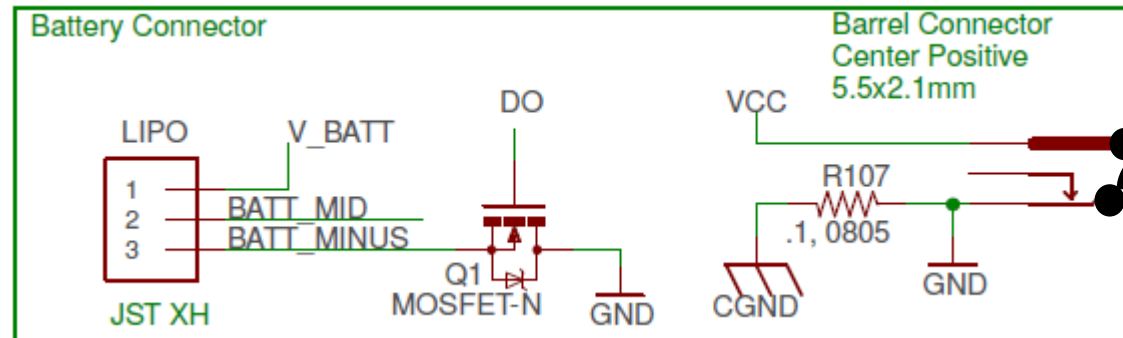 Battery Connector
Barrel Connector
Center Positive
5.5x2.1mm
DO
VCC
LIPO
V_BATT
1
2
3
BATT_MID
BATT_MINUS
R107
.1, 0805
Q1
MOSFET-N
GND
CGND
GND
JST XH